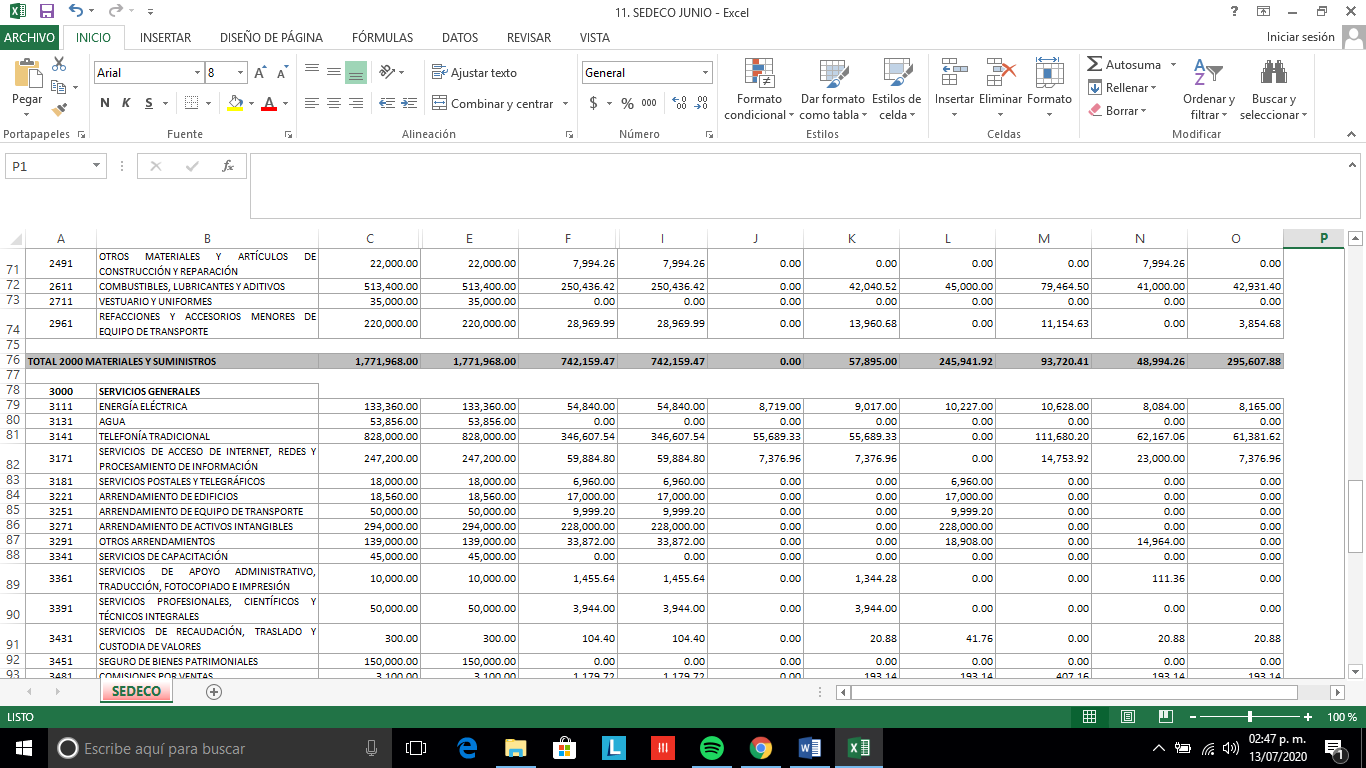 11. SEDECO JUNIO - Excel
ARCHIVO INICIO INSERTAR DISEÑO DE PÁGINA FÓRMULAS DATOS REVISAR VISTA Iniciar sesión
Pegar
Arial 8
N K S
Ajustar texto
Combinar y centrar
General
$ % 000
Formato condicional
Dar formato como tabla
Estilos de celda
Insertar Eliminar Formato
Autosuma
Rellenar
Borrar
Ordenar y filtrar
Buscar y seleccionar
Portapapeles Fuente Alineación Número Estilos Celdas Modificar
P1 fx
A B C E F I J K L M N O P
71 2491 OTROS MATERIALES Y ARTÍCULOS DE
CONSTRUCCIÓN Y REPARACIÓN 22,000.00 22,000.00 7,994.26 7,994.26 0.00 0.00 0.00 0.00 7,994.26 0.00
72 2611 COMBUSTIBLES, LUBRICANTES Y ADITIVOS 513,400.00 513,400.00 250,436.42 250,436.42 0.00 42,040.52 45,000.00 79,464.50 41,000.00 42,931.40
73 2711 VESTUARIO Y UNIFORMES 35,000.00 35,000.00 0.00 0.00 0.00 0.00 0.00 0.00 0.00 0.00
74 2961 REFACCIONES Y ACCESORIOS MENORES DE
EQUIPO DE TRANSPORTE 220,000.00 220,000.00 28,969.99 28,969.99 0.00 13,960.68 0.00 11,154.63 0.00 3,854.68
75
76 TOTAL 2000 MATERIALES Y SUMINISTROS 1,771,968.00 1,771,968.00 742,159.47 742,159.47 0.00 57,895.00 245,941.92 93,720.41 48,994.26 295,607.88
77
78 3000 SERVICIOS GENERALES
79 3111 ENERGÍA ELÉCTRICA 133,360.00 133,360.00 54,840.00 54,840.00 8,719.00 9,017.00 10,227.00 10,628.00 8,084.00 8,165.00
80 3131 AGUA 53,856.00 53,856.00 0.00 0.00 0.00 0.00 0.00 0.00 0.00 0.00
81 3141 TELEFONÍA TRADICIONAL 828,000.00 828,000.00 346,607.54 346,607.54 55,689.33 55,689.33 0.00 111,680.20 62,167.06 61,381.62
82 3171 SERVICIOS DE ACCESO DE INTERNET, REDES Y
PROCESAMIENTO DE INFORMACIÓN 247,200.00 247,200.00 59,884.80 59,884.80 7,376.96 7,376.96 0.00 14,753.92 23,000.00 7,376.96
83 3181 SERVICIOS POSTALES Y TELEGRÁFICOS 18,000.00 18,000.00 6,960.00 6,960.00 0.00 0.00 6,960.00 0.00 0.00 0.00
84 3221 ARRENDAMIENTO DE EDIFICIOS 18,560.00 18,560.00 17,000.00 17,000.00 0.00 0.00 17,000.00 0.00 0.00 0.00
85 3251 ARRENDAMIENTO DE EQUIPO DE TRANSPORTE 50,000.00 50,000.00 9,999.20 9,999.20 0.00 0.00 9,999.20 0.00 0.00 0.00
86 3271 ARRENDAMIENTO DE ACTIVOS INTANGIBLES 294,000.00 294,000.00 228,000.00 228,000.00 0.00 0.00 228,000.00 0.00 0.00 0.00
87 3291 OTROS ARRENDAMIENTOS 139,000.00 139,000.00 33,872.00 33,872.00 0.00 0.00 18,908.00 0.00 14,964.00 0.00
88 3341 SERVICIOS DE CAPACITACIÓN 45,000.00 45,000.00 0.00 0.00 0.00 0.00 0.00 0.00 0.00 0.00
89 3361 SERVICIOS DE APOYO ADMINISTRATIVO,
TRADUCCIÓN, FOTOCOPIADO E IMPRESIÓN 10,000.00 10,000.00 1,455.64 1,455.64 0.00 1,344.28 0.00 0.00 111.36 0.00
90 3391 SERVICIOS PROFESIONALES, CIENTÍFICOS Y
TÉCNICOS INTEGRALES 50,000.00 50,000.00 3,944.00 3,944.00 0.00 3,944.00 0.00 0.00 0.00 0.00
91 3431 SERVICIOS DE RECAUDACIÓN, TRASLADO Y
CUSTODIA DE VALORES 300.00 300.00 104.40 104.40 0.00 20.88 41.76 0.00 20.88 20.88
92 3451 SEGURO DE BIENES PATRIMONIALES 150,000.00 150,000.00 0.00 0.00 0.00 0.00 0.00 0.00 0.00 0.00
93 3481 COMISIONES POR VENTAS 3,100.00 3,100.00 1,179.72 1,179.72 0.00 193.14 193.14 407.16 193.14 193.14
SEDECO
LISTO 100 %
Escribe aquí para buscar
02:47 p. m.
13/07/2020
1